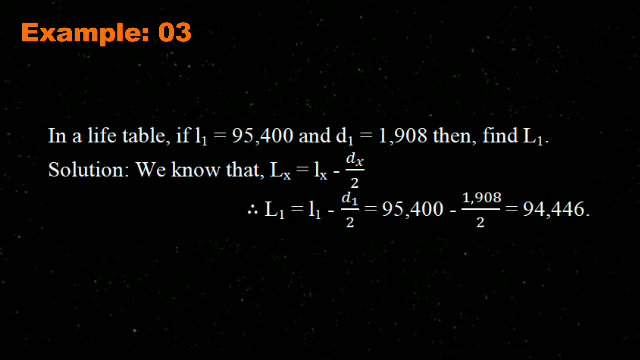 Example: 03
In a life table, if l₁ = 95,400 and d₁ = 1,908 then, find L₁.
Solution: We know that, Lₓ = lₓ - dₓ/2
∴ L₁ = l₁ - d₁/2 = 95,400 - 1,908/2 = 94,446.